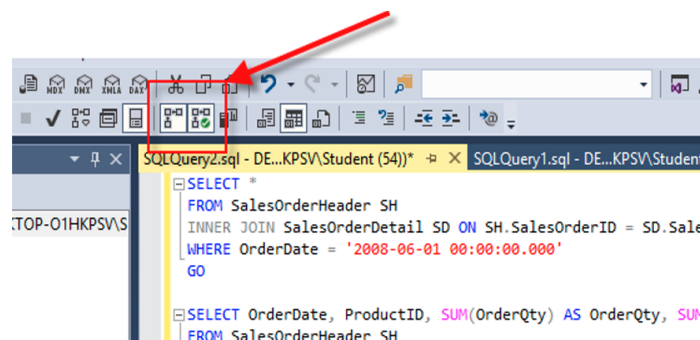 MDX DMX XMLA DAX
SQLQuery2.sql - DE...KPSV\Student (54))* SQLQuery1.sql - DE...KPSV\Student
SELECT *
KTOP-O1HKPSV\S FROM SalesOrderHeader SH
INNER JOIN SalesOrderDetail SD ON SH.SalesOrderID = SD.Sale
WHERE OrderDate = '2008-06-01 00:00:00.000'
GO
SELECT OrderDate, ProductID, SUM(OrderQty) AS OrderQty, SUM
FROM SalesOrderHeader SH